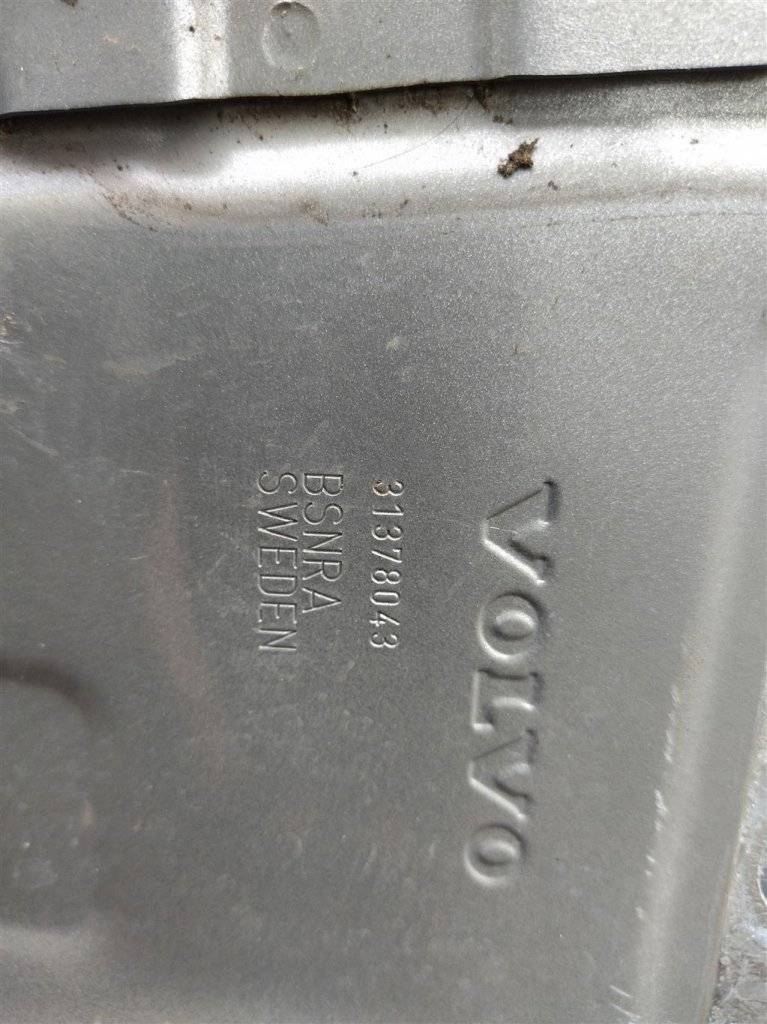 VOLVO
31378043
BSNRA
SWEDEN